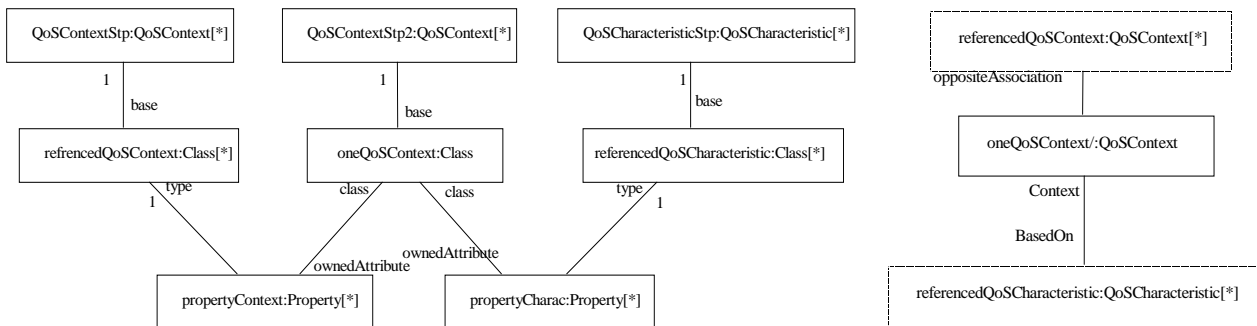 QoSContextStp:QoSContext[*]
QoSContextStp2:QoSContext[*]
QoSCharacteristicStp:QoSCharacteristic[*]
referencedQoSContext:QoSContext[*]
1
1
1
oppositeAssociation
base
base
base
refrencedQoSContext:Class[*]
oneQoSContext:Class
referencedQoSCharacteristic:Class[*]
oneQoSContext/:QoSContext
type
class
class
type
Context
1
1
BasedOn
ownedAttribute
ownedAttribute
propertyContext:Property[*]
propertyCharac:Property[*]
referencedQoSCharacteristic:QoSCharacteristic[*]